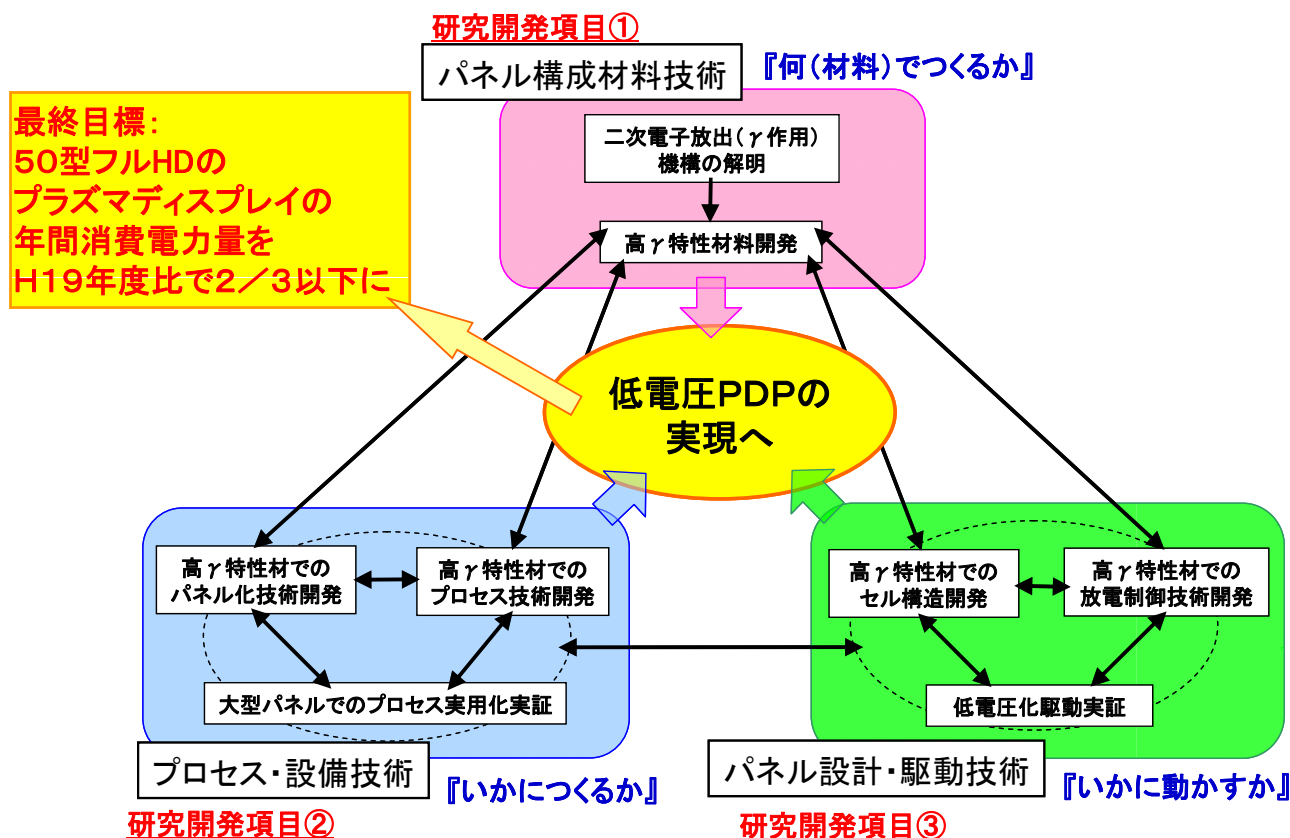 研究開発項目①
パネル構成材料技術
『何(材料)でつくるか』
最終目標：
50型フルHDの
プラズマディスプレイの
年間消費電力量を
H19年度比で2／3以下に
二次電子放出(γ作用)
機構の解明
高γ特性材料開発
低電圧PDPの
実現へ
高γ特性材での
パネル化技術開発
高γ特性材での
プロセス技術開発
大型パネルでのプロセス実用化実証
プロセス・設備技術
『いかにつくるか』
研究開発項目②
高γ特性材での
セル構造開発
高γ特性材での
放電制御技術開発
低電圧化駆動実証
パネル設計・駆動技術
『いかに動かすか』
研究開発項目③